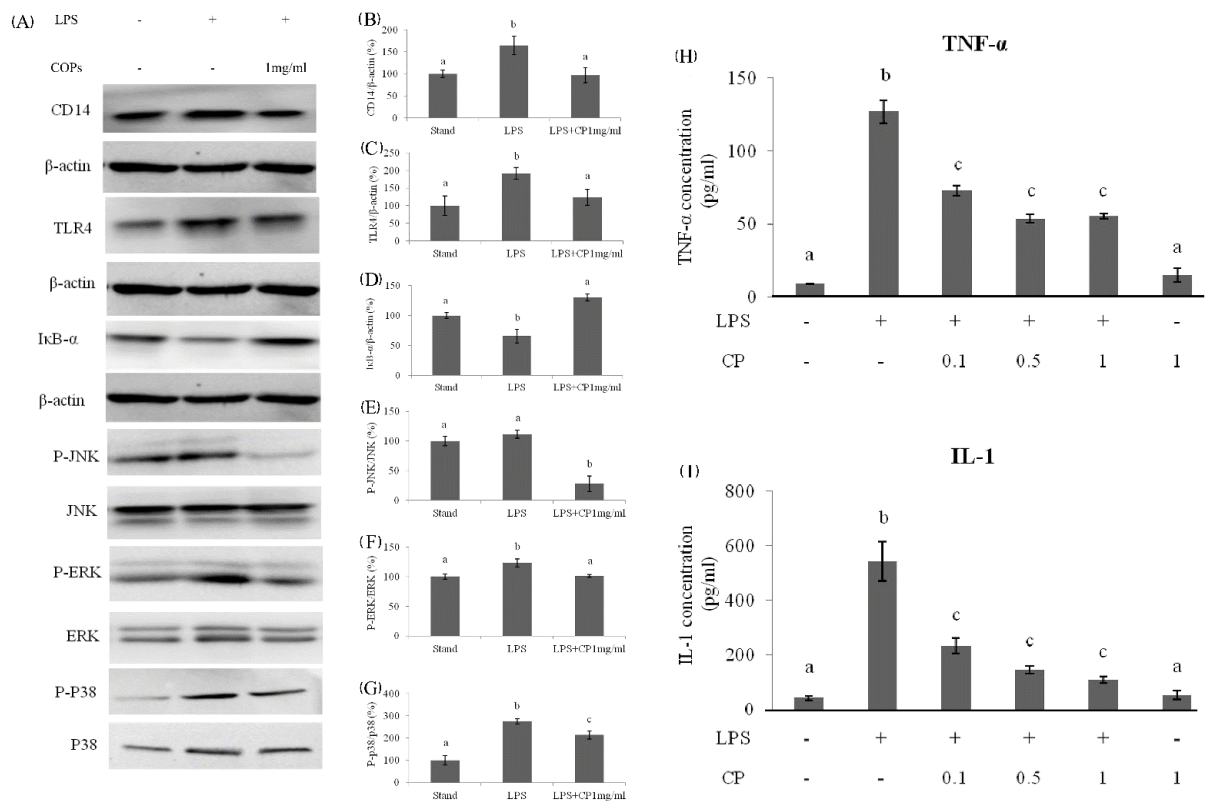 (A) LPS - + +
COPs - - 1mg/ml
CD14
β-actin
TLR4
β-actin
IκB-α
β-actin
P-JNK
JNK
P-ERK
ERK
P-P38
P38
(B)
CD14/β-actin (%)
200
150
100
50
0
a b a
Stand LPS LPS+CP1mg/ml
(C)
TLR4/β-actin (%)
250
200
150
100
50
0
a b a
Stand LPS LPS+CP1mg/ml
(D)
IκB-α/β-actin (%)
150
100
50
0
a b a
Stand LPS LPS+CP1mg/ml
(E)
P-JNK/JNK (%)
150
100
50
0
a a b
Stand LPS LPS+CP1mg/ml
(F)
P-ERK/ERK (%)
150
100
50
0
a b a
Stand LPS LPS+CP1mg/ml
(G)
P-p38/p38 (%)
400
300
200
100
0
a b c
Stand LPS LPS+CP1mg/ml
(H)
TNF-α
TNF-α concentration
(pg/ml)
150
100
50
0
a b c c c a
LPS - + + + + -
CP - - 0.1 0.5 1 1
(I)
IL-1
IL-1 concentration
(pg/ml)
800
600
400
200
0
a b c c c a
LPS - + + + + -
CP - - 0.1 0.5 1 1